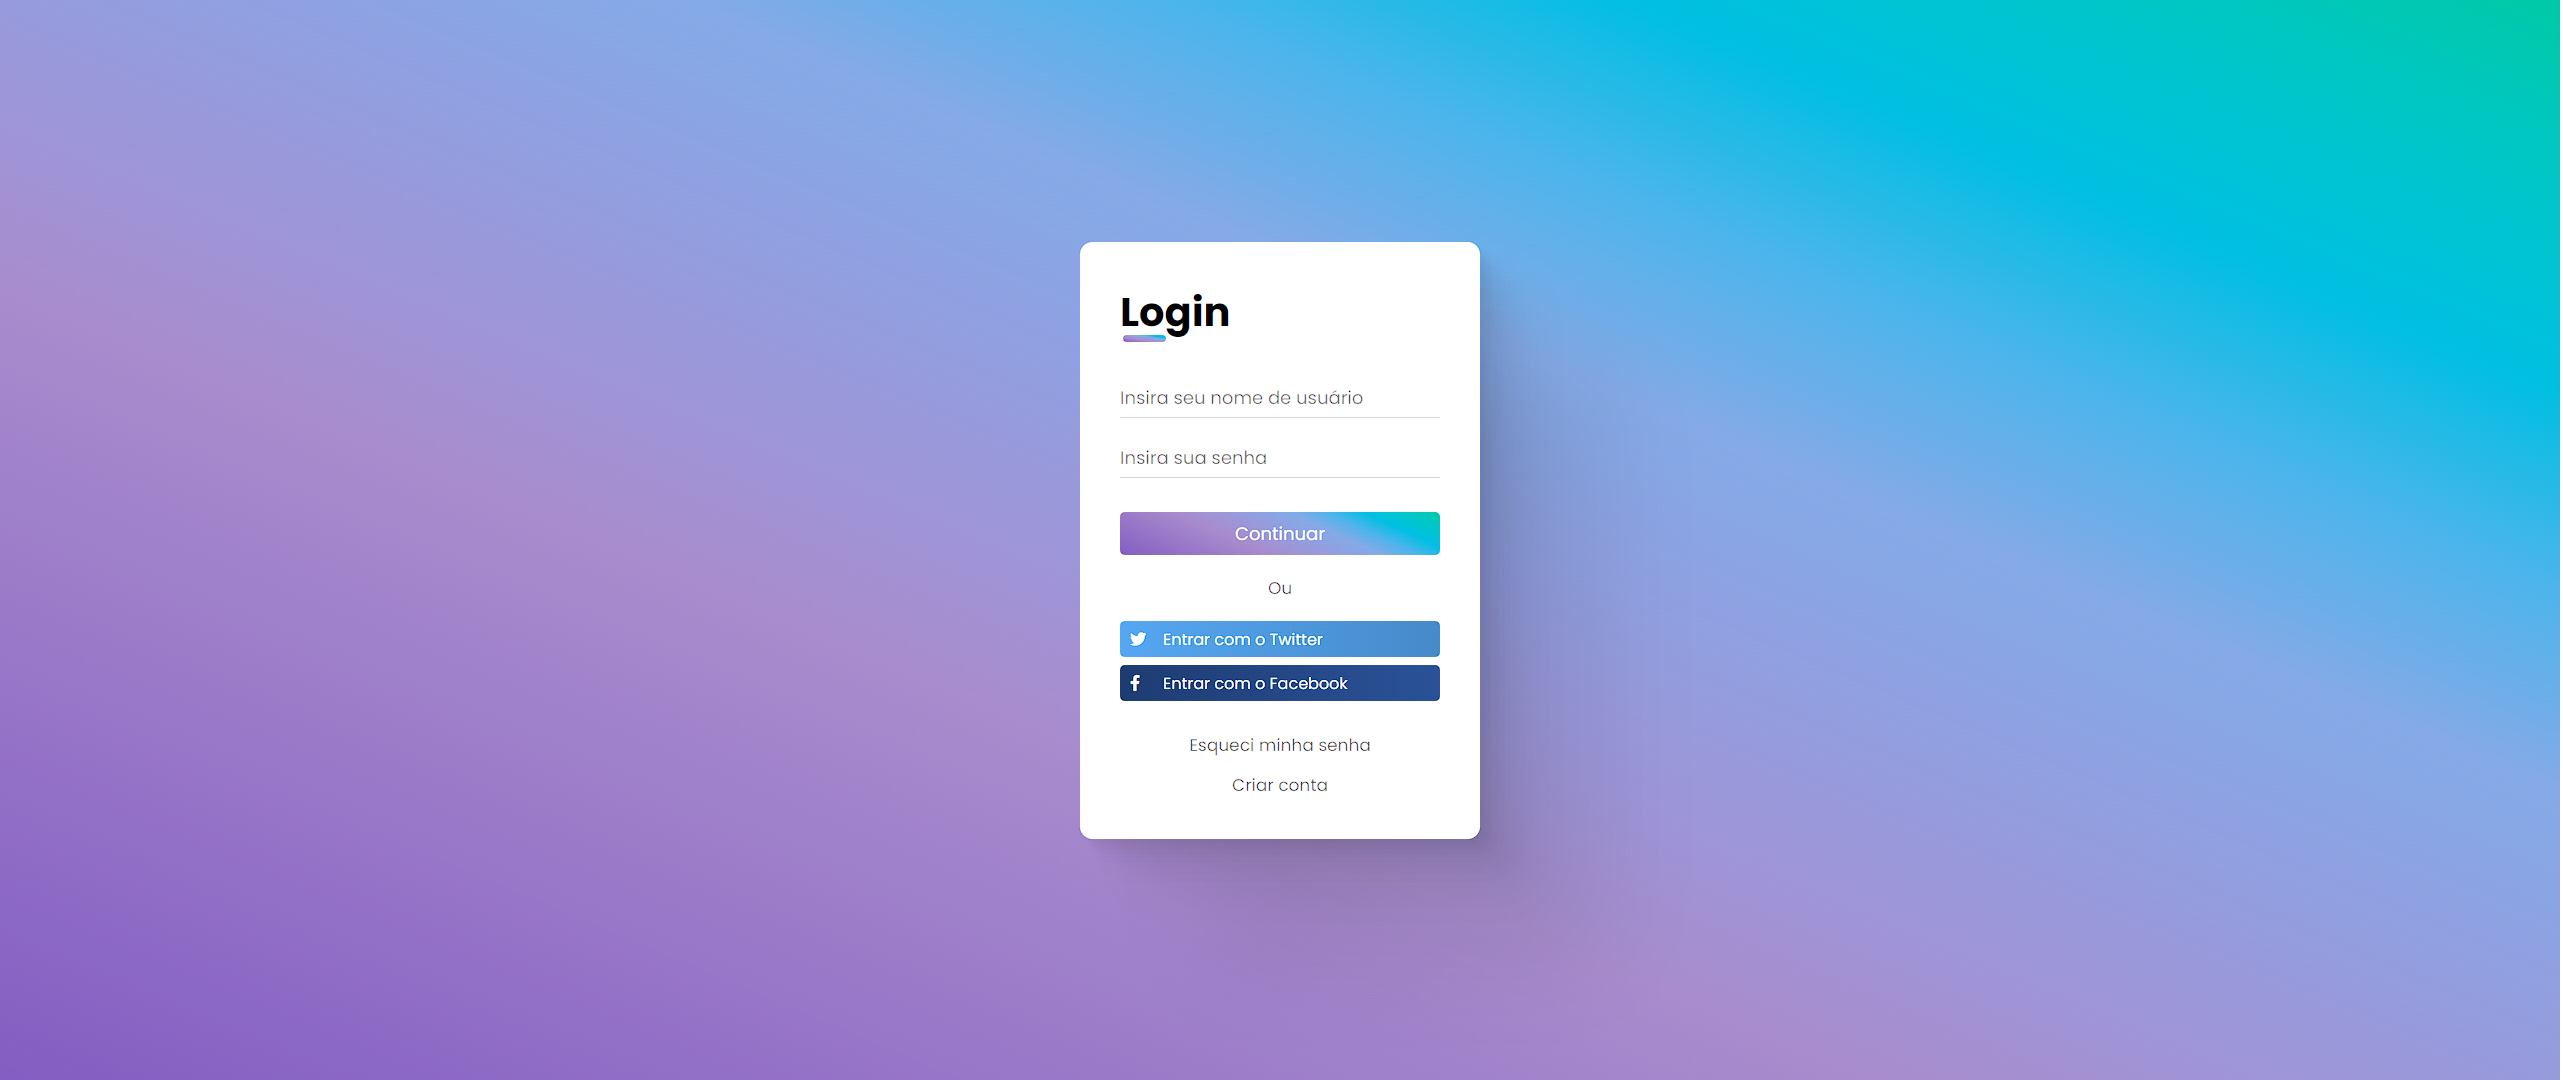 Login
Insira seu nome de usuário
Insira sua senha
Continuar
Ou
Entrar com o Twitter
Entrar com o Facebook
Esqueci minha senha
Criar conta